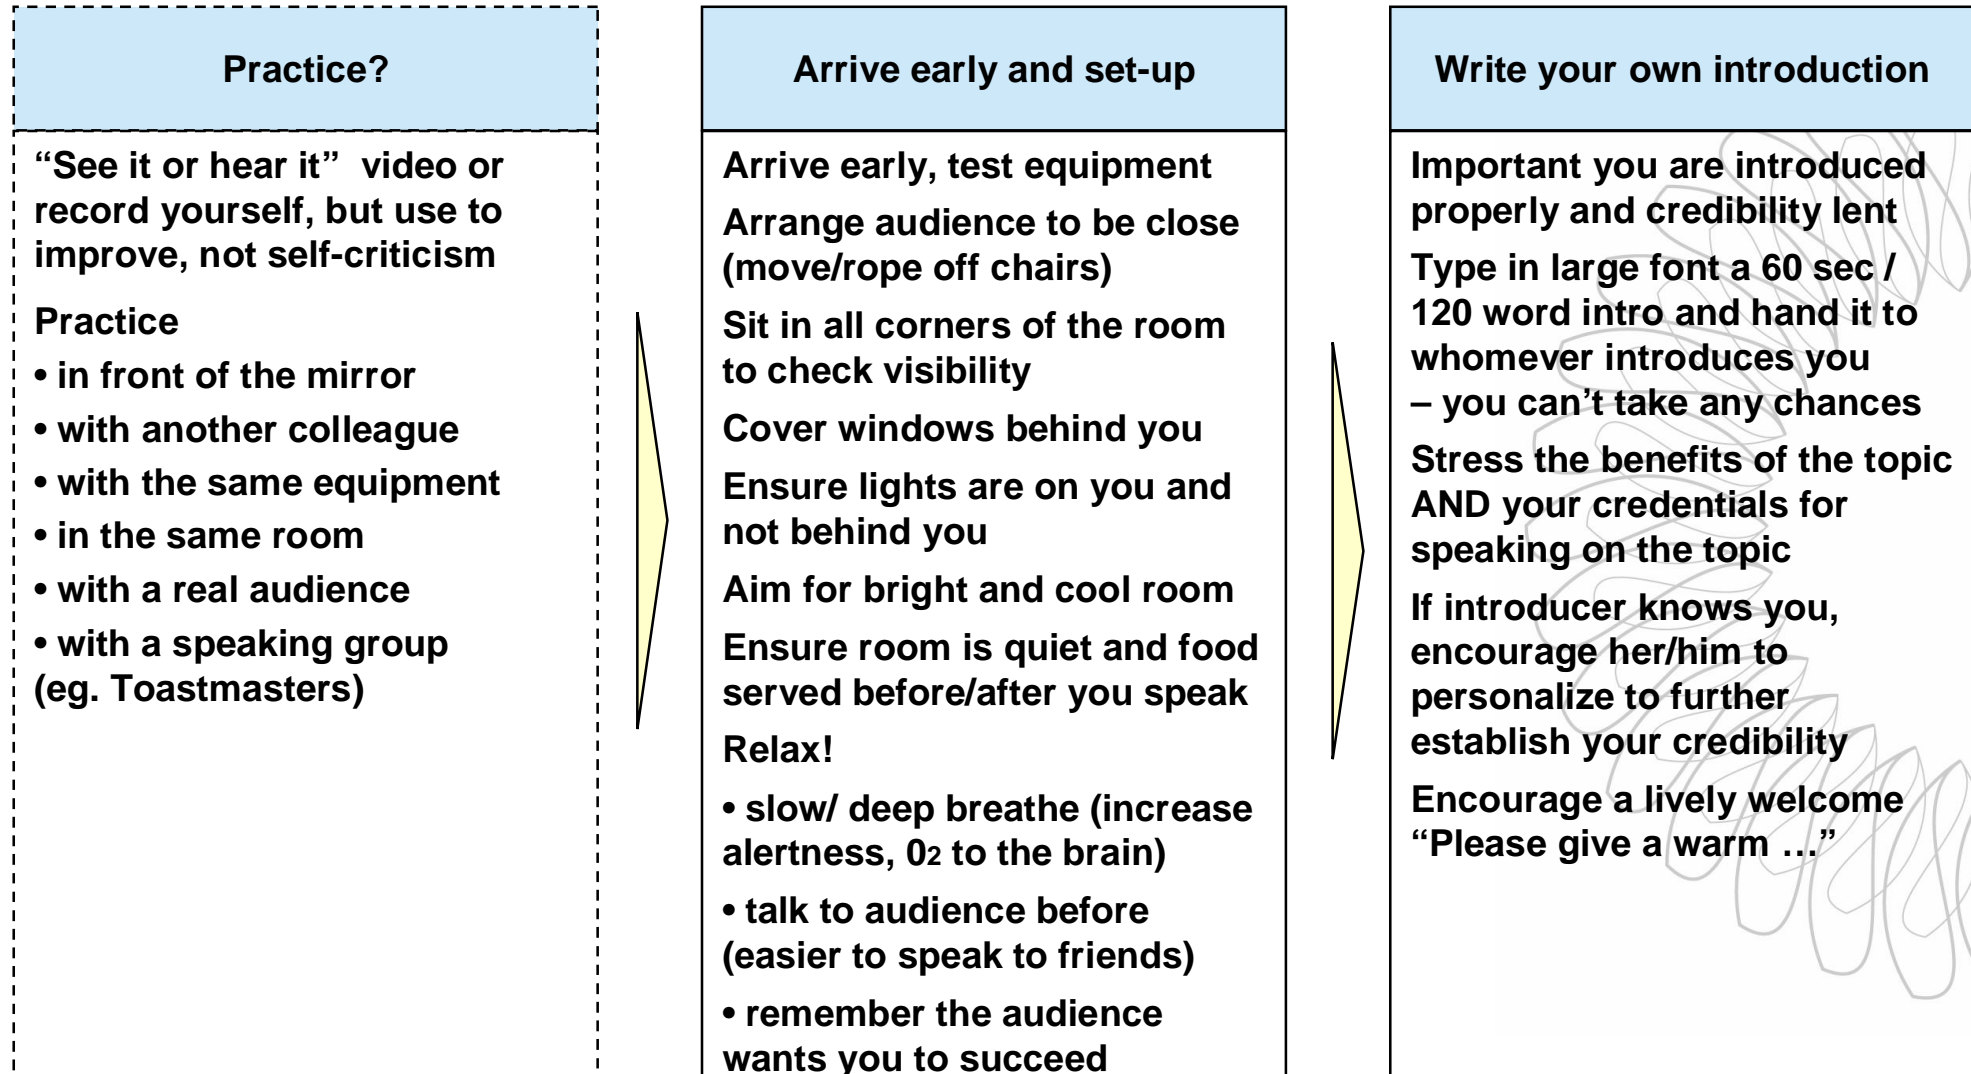 Practice?
“See it or hear it”  video or
record yourself, but use to
improve, not self-criticism
Practice
• in front of the mirror
• with another colleague
• with the same equipment
• in the same room
• with a real audience
• with a speaking group
(eg. Toastmasters)
Arrive early and set-up
Arrive early, test equipment
Arrange audience to be close
(move/rope off chairs)
Sit in all corners of the room
to check visibility
Cover windows behind you
Ensure lights are on you and
not behind you
Aim for bright and cool room
Ensure room is quiet and food
served before/after you speak
Relax!
• slow/ deep breathe (increase
alertness, 02 to the brain)
• talk to audience before
(easier to speak to friends)
• remember the audience
wants you to succeed
Write your own introduction
Important you are introduced
properly and credibility lent
Type in large font a 60 sec /
120 word intro and hand it to
whomever introduces you
– you can’t take any chances
Stress the benefits of the topic
AND your credentials for
speaking on the topic
If introducer knows you,
encourage her/him to
personalize to further
establish your credibility
Encourage a lively welcome
“Please give a warm …”